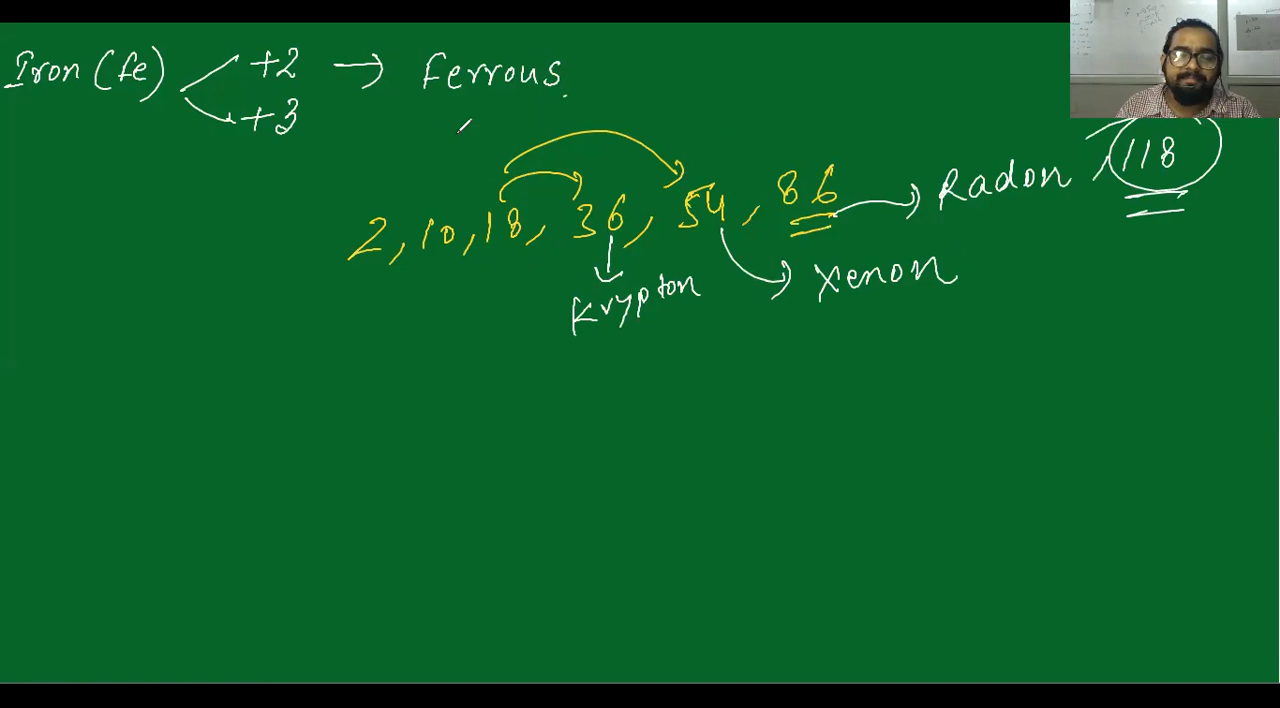 Iron (fe) +2 → Ferrous.
+3
2, 10, 18, 36, 54, 86 → Radon, 118
Krypton
Xenon